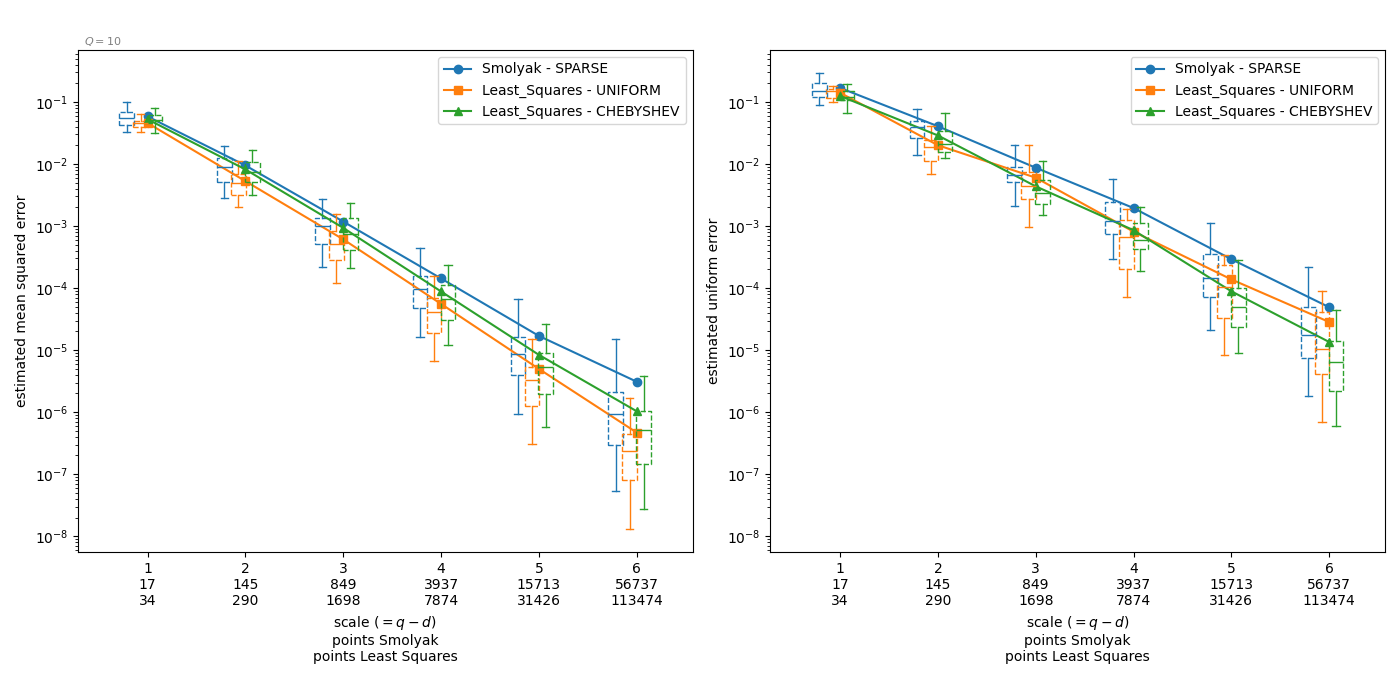 Q = 10
Smolyak - SPARSE
Least_Squares - UNIFORM
Least_Squares - CHEBYSHEV
estimated mean squared error
10⁻¹
10⁻²
10⁻³
10⁻⁴
10⁻⁵
10⁻⁶
10⁻⁷
10⁻⁸
1 2 3 4 5 6
17 145 849 3937 15713 56737
34 290 1698 7874 31426 113474
scale (= q − d)
points Smolyak
points Least Squares
Smolyak - SPARSE
Least_Squares - UNIFORM
Least_Squares - CHEBYSHEV
estimated uniform error
10⁻¹
10⁻²
10⁻³
10⁻⁴
10⁻⁵
10⁻⁶
10⁻⁷
10⁻⁸
1 2 3 4 5 6
17 145 849 3937 15713 56737
34 290 1698 7874 31426 113474
scale (= q − d)
points Smolyak
points Least Squares